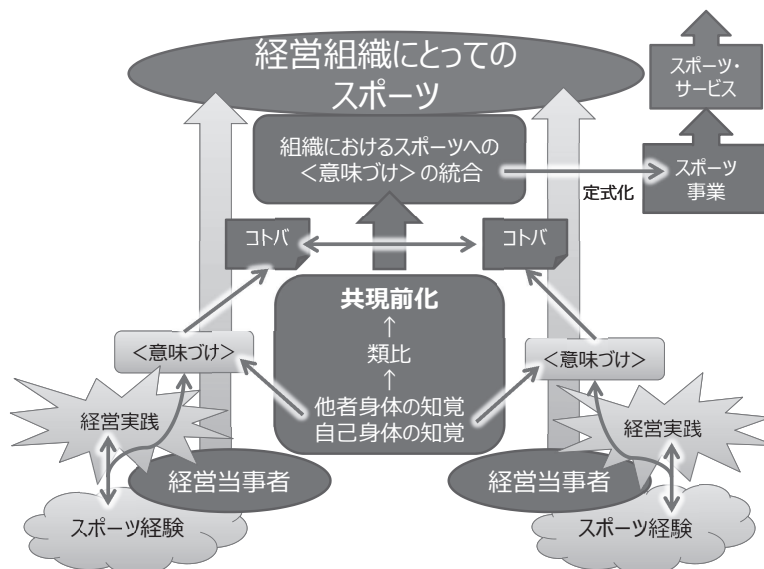 経営組織にとっての
スポーツ
スポーツ・
サービス
組織におけるスポーツへの
＜意味づけ＞の統合
定式化
スポーツ
事業
コトバ
コトバ
共現前化
↑
類比
↑
他者身体の知覚
自己身体の知覚
＜意味づけ＞
＜意味づけ＞
経営実践
経営実践
経営当事者
経営当事者
スポーツ経験
スポーツ経験